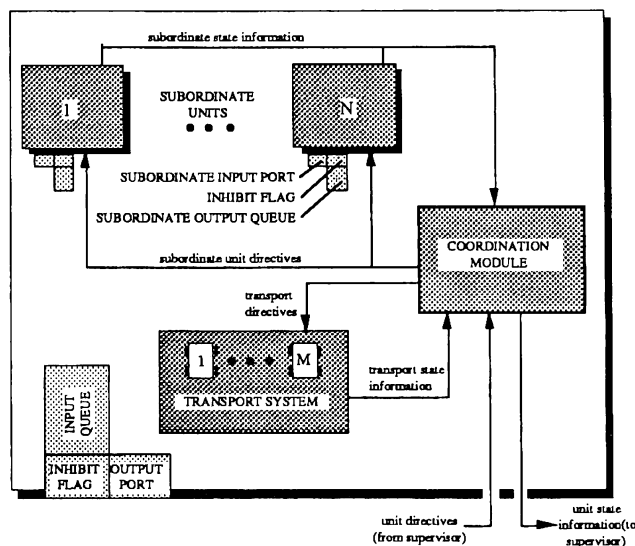 subordinate state information
1
SUBORDINATE
UNITS
N
SUBORDINATE INPUT PORT
INHIBIT FLAG
SUBORDINATE OUTPUT QUEUE
COORDINATION
MODULE
subordinate unit directives
transport
directives
1
M
TRANSPORT SYSTEM
transport state
information
INPUT
QUEUE
INHIBIT
FLAG
OUTPUT
PORT
unit directives
(from supervisor)
unit state
information(to
supervisor)